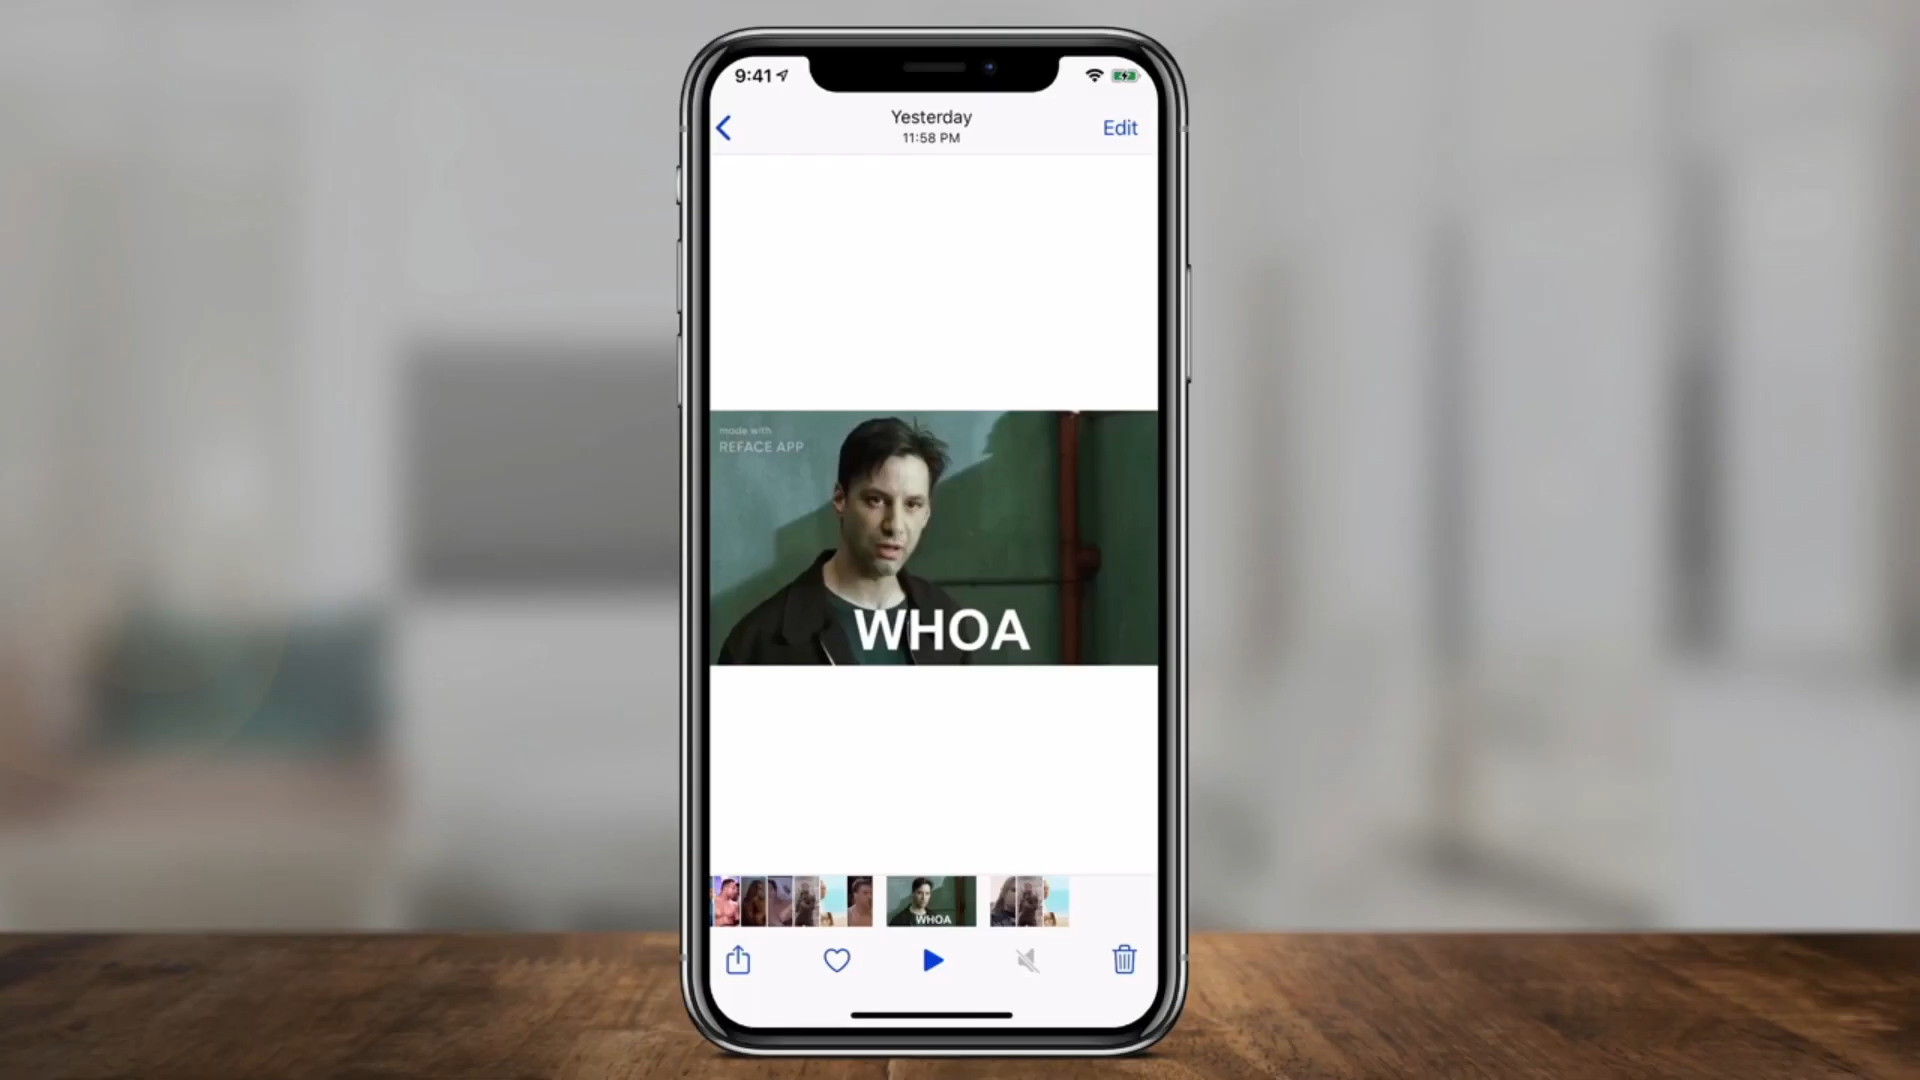 9:41
Yesterday
11:58 PM
Edit
made with
REFACE APP
WHOA
WHOA